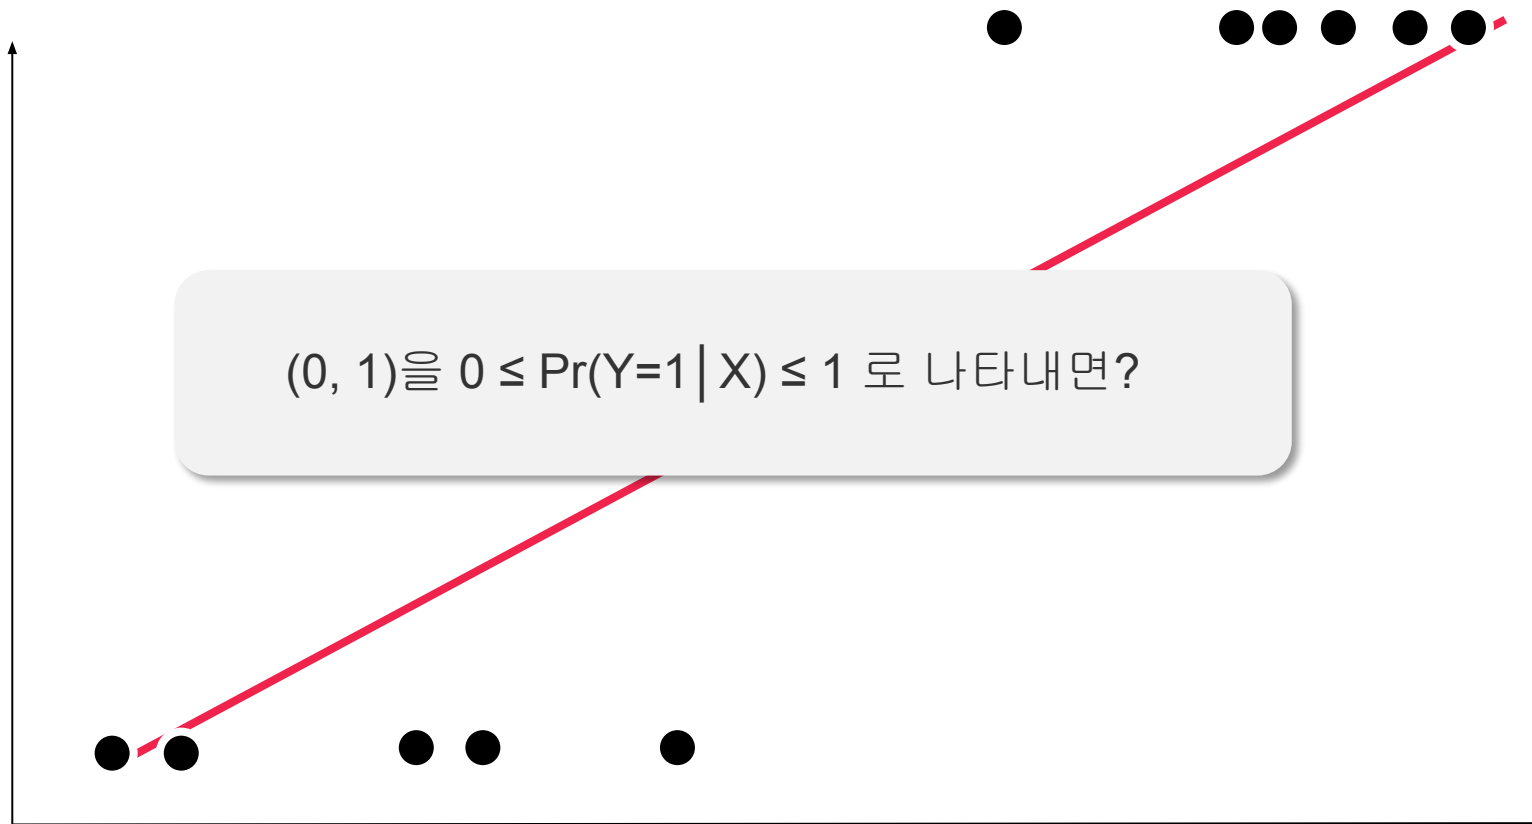 (0, 1)을 0 ≤ Pr(Y=1│X) ≤ 1 로 나타내면?